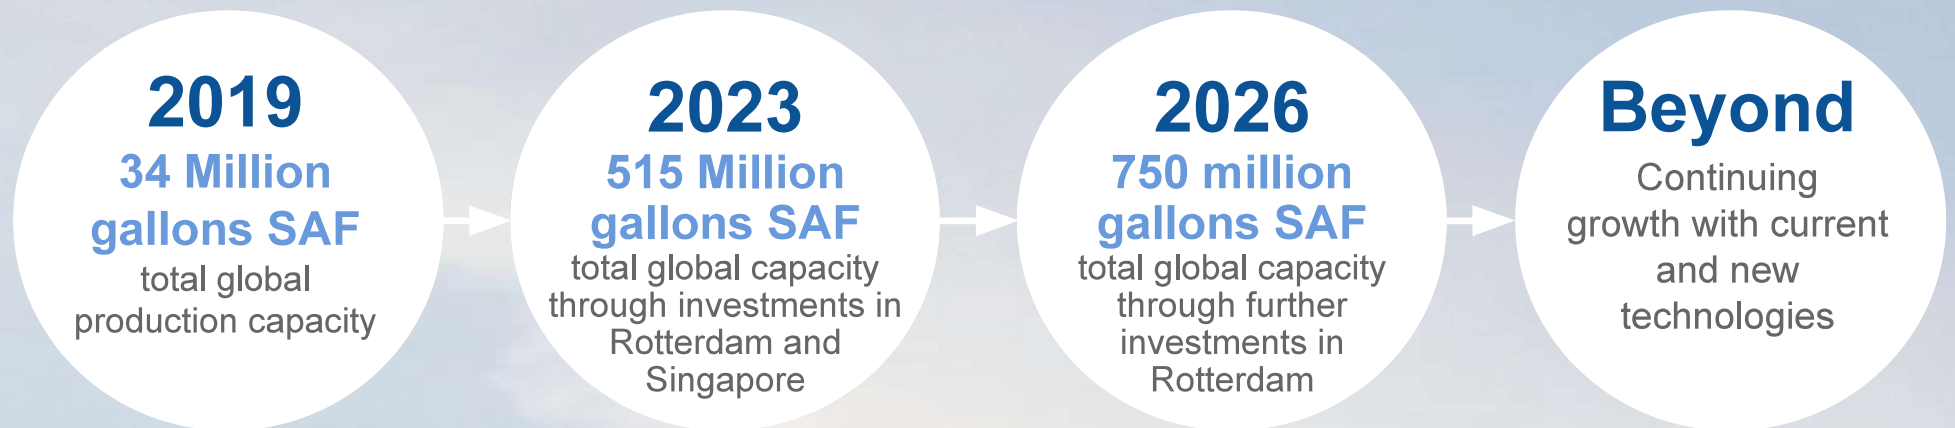 2019
34 Million
gallons SAF
total global
production capacity
2023
515 Million
gallons SAF
total global capacity
through investments in
Rotterdam and
Singapore
2026
750 million
gallons SAF
total global capacity
through further
investments in
Rotterdam
Beyond
Continuing
growth with current
and new
technologies